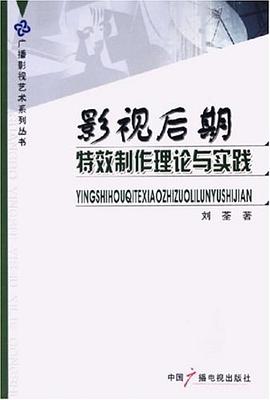 广播影视艺术系列丛书
影视后期
特效制作理论与实践
YINGSHIHOUQITEXIAOZHIZUOLILUNYUSHIJIAN
刘荃 著
中国广播电视出版社